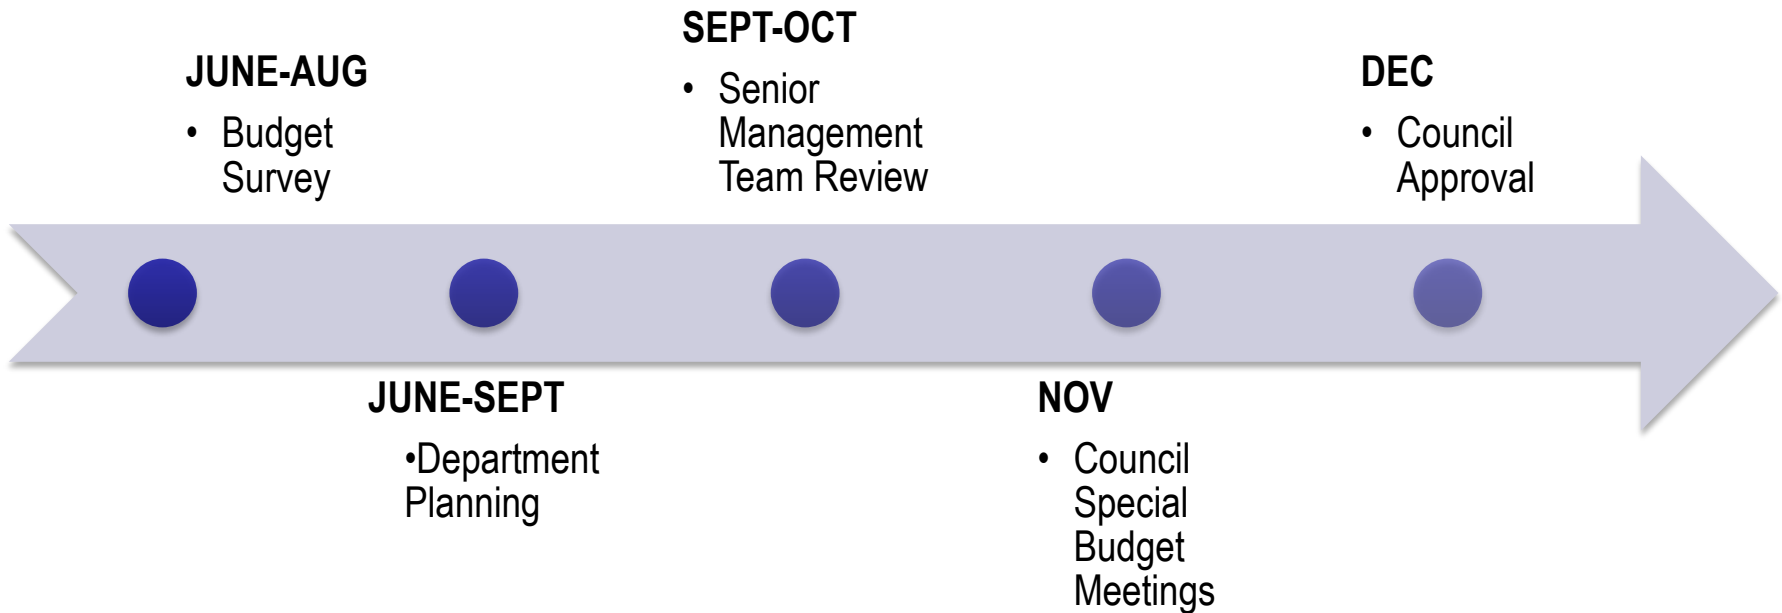 JUNE-AUG
• Budget
Survey
JUNE-SEPT
•Department
Planning
SEPT-OCT
• Senior
Management
Team Review
NOV
• Council
Special
Budget
Meetings
DEC
• Council
Approval